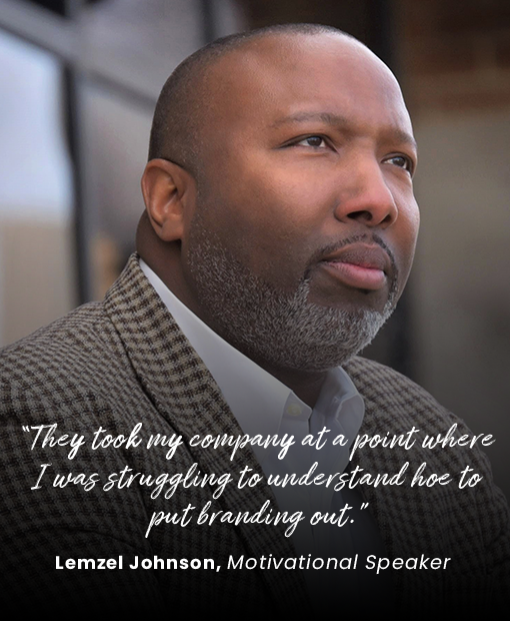 “They took my company at a point where
I was struggling to understand hoe to
put branding out.”
Lemzel Johnson, Motivational Speaker